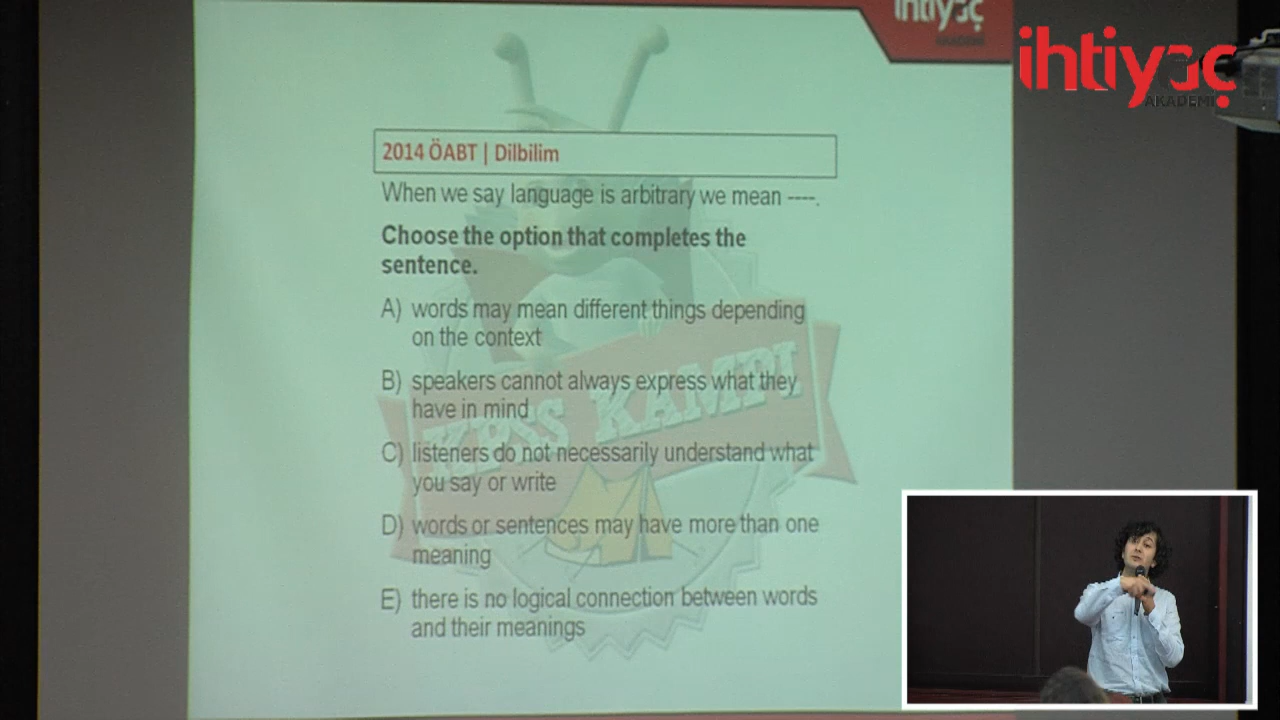 ihtiyaç
AKADEMİ
ihtiyaç
AKADEMİ
2014 ÖABT | Dilbilim
When we say language is arbitrary we mean ----.
Choose the option that completes the
sentence.
A) words may mean different things depending
on the context
B) speakers cannot always express what they
have in mind
C) listeners do not necessarily understand what
you say or write
D) words or sentences may have more than one
meaning
E) there is no logical connection between words
and their meanings
KPSS KAMPI